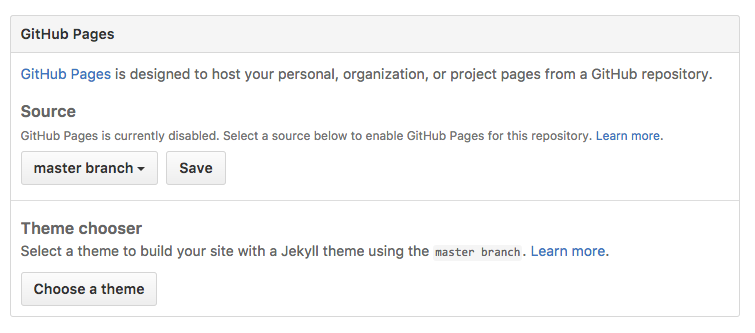 GitHub Pages
GitHub Pages is designed to host your personal, organization, or project pages from a GitHub repository.
Source
GitHub Pages is currently disabled. Select a source below to enable GitHub Pages for this repository. Learn more.
master branch Save
Theme chooser
Select a theme to build your site with a Jekyll theme using the master branch. Learn more.
Choose a theme